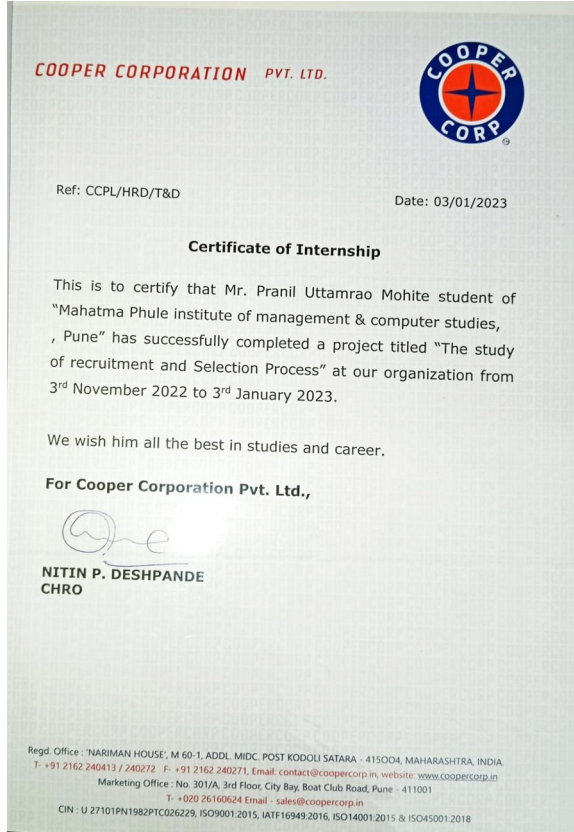 COOPER CORPORATION PVT. LTD.
COOPER
CORP
Ref: CCPL/HRD/T&D
Date: 03/01/2023
Certificate of Internship
This is to certify that Mr. Pranil Uttamrao Mohite student of
“Mahatma Phule institute of management & computer studies,
, Pune” has successfully completed a project titled “The study
of recruitment and Selection Process” at our organization from
3rd November 2022 to 3rd January 2023.
We wish him all the best in studies and career.
For Cooper Corporation Pvt. Ltd.,
NITIN P. DESHPANDE
CHRO
Regd. Office : 'NARIMAN HOUSE', M 60-1, ADDL. MIDC. POST KODOLI SATARA - 415OO4, MAHARASHTRA, INDIA.
T- +91 2162 240413 / 240272 F- +91 2162 240271, Email: contact@coopercorp.in, website: www.coopercorp.in
Marketing Office : No. 301/A, 3rd Floor, City Bay, Boat Club Road, Pune - 411001
T- +020 26160624 Email - sales@coopercorp.in
CIN : U 27101PN1982PTC026229, ISO9001:2015, IATF16949:2016, ISO14001:2015 & ISO45001:2018